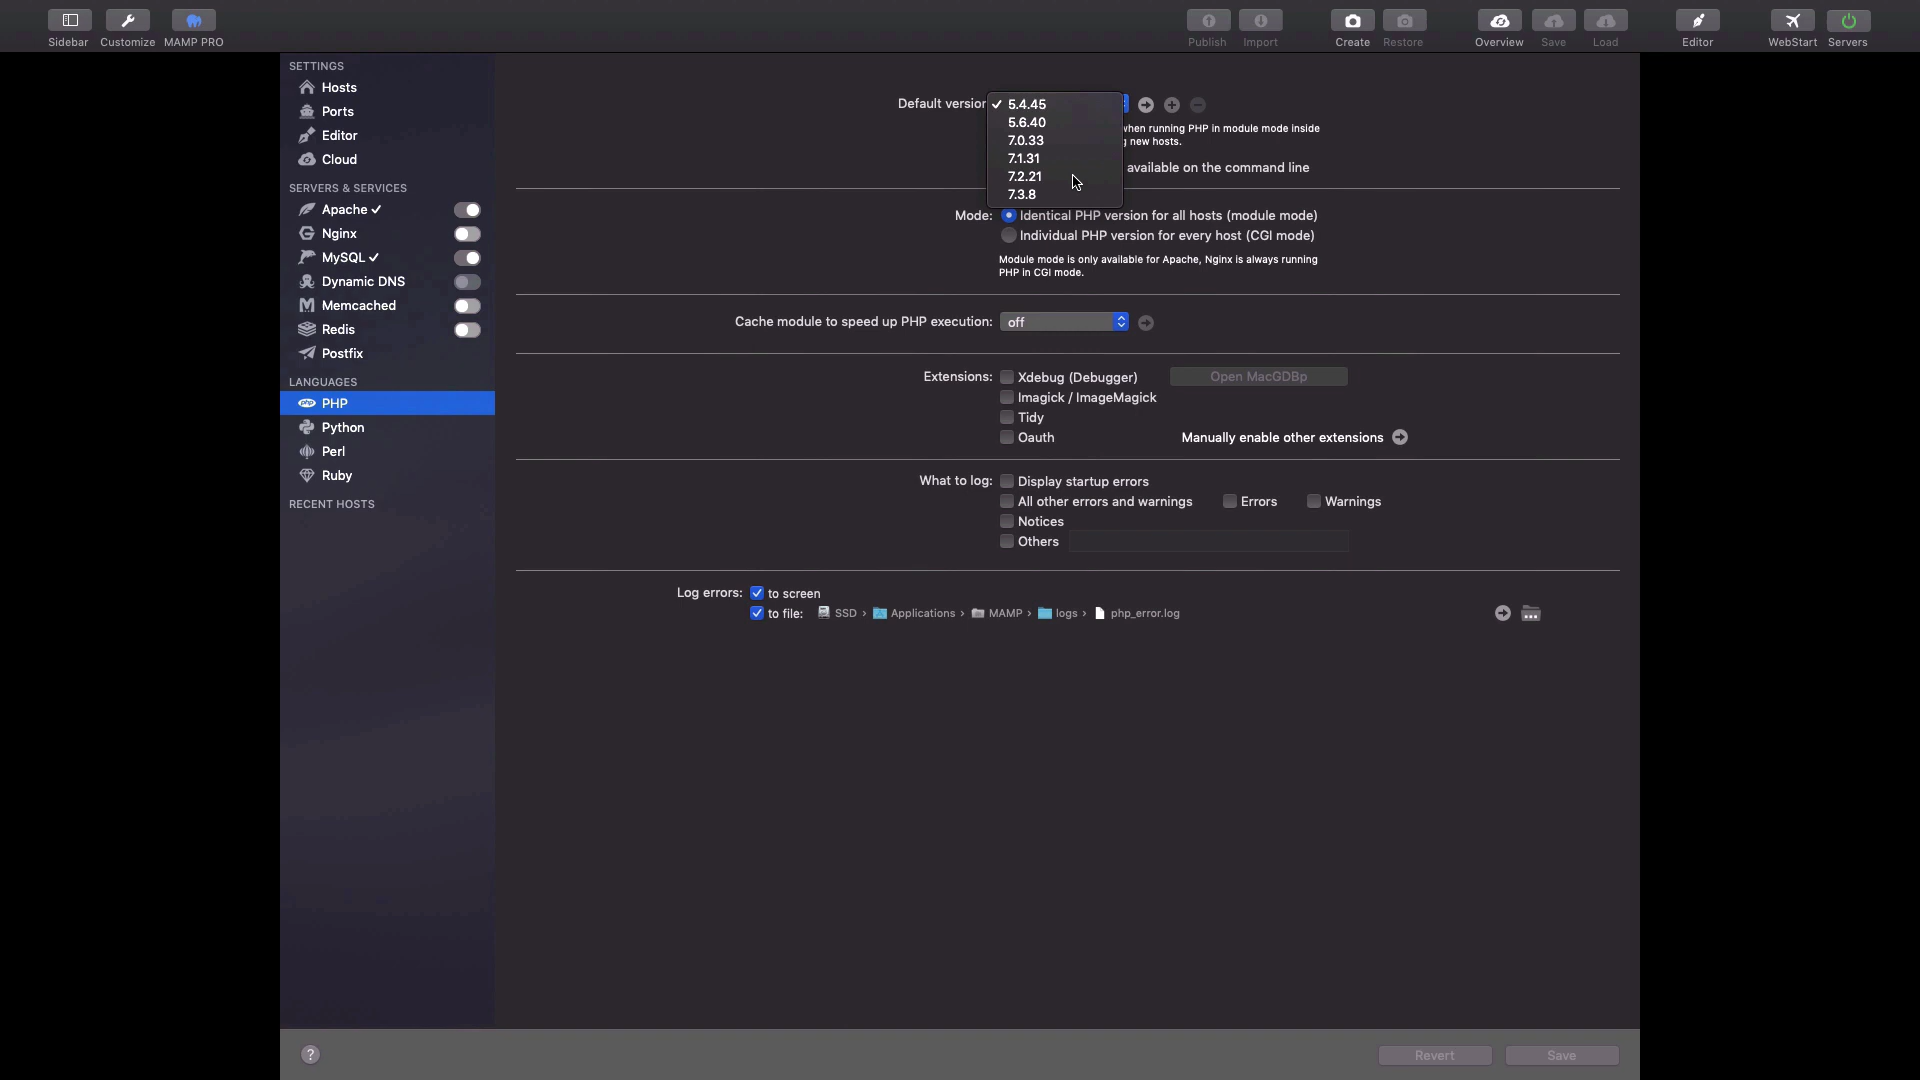 Sidebar Customize MAMP PRO Publish Import Create Restore Overview Save Load Editor WebStart Servers
SETTINGS
Hosts
Ports
Editor
Cloud
SERVERS & SERVICES
Apache ✓
Nginx
MySQL ✓
Dynamic DNS
Memcached
Redis
Postfix
LANGUAGES
PHP
Python
Perl
Ruby
RECENT HOSTS
Default version
✓ 5.4.45
5.6.40
7.0.33
7.1.31
7.2.21
7.3.8
when running PHP in module mode inside
new hosts.
available on the command line
Mode: Identical PHP version for all hosts (module mode)
Individual PHP version for every host (CGI mode)
Module mode is only available for Apache, Nginx is always running
PHP in CGI mode.
Cache module to speed up PHP execution: off
Extensions: Xdebug (Debugger) Open MacGDBp
Imagick / ImageMagick
Tidy
Oauth Manually enable other extensions
What to log: Display startup errors
All other errors and warnings Errors Warnings
Notices
Others
Log errors: to screen
to file: SSD › Applications › MAMP › logs › php_error.log
? Revert Save